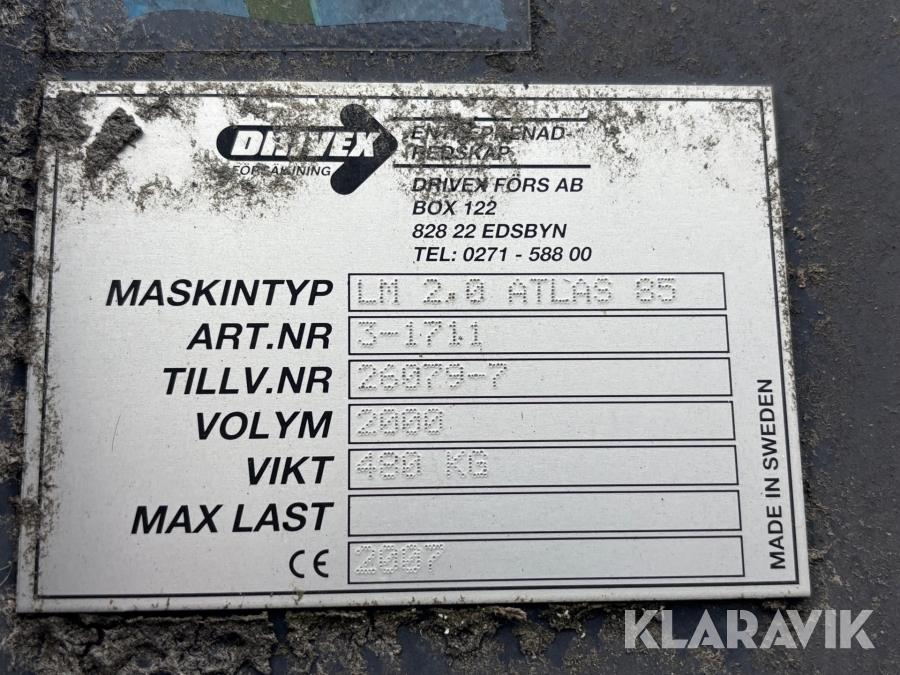 DRIVEX
FÖRSÄLJNING
ENTREPRENAD
REDSKAP
DRIVEX FÖRS AB
BOX 122
828 22 EDSBYN
TEL: 0271 - 588 00
MASKINTYP LM 2.0 ATLAS 85
ART.NR 3-1711
TILLV.NR 26079-7
VOLYM 2000
VIKT 480 KG
MAX LAST
CE 2007
MADE IN SWEDEN
KLARAVIK